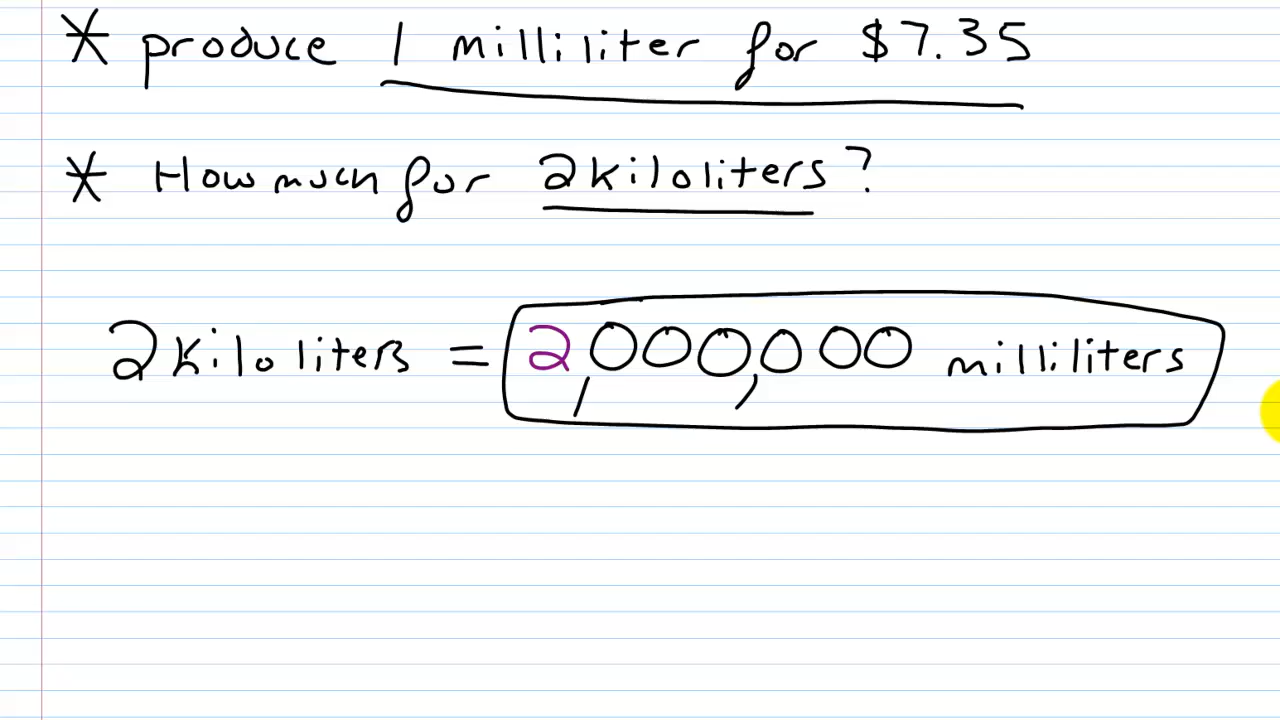 * produce 1 milliliter for $7.35
* How much for 2 kiloliters?
2 kiloliters = 2,000,000 milliliters